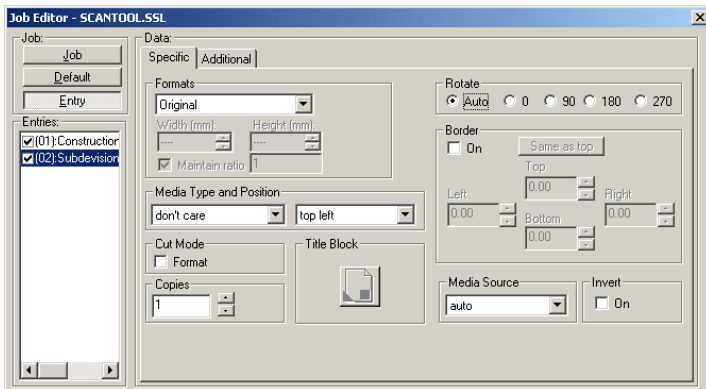 Job Editor - SCANTOOL.SSL
Job:
Job
Default
Entry
Entries:
(01):Construction
(02):Subdevision
Data:
Specific
Additional
Formats
Original
Width (mm):
Height (mm):
----
----
Maintain ratio
1
Media Type and Position
don't care
top left
Cut Mode
Format
Copies
1
Title Block
Rotate
Auto
0
90
180
270
Border
On
Same as top
Top
0.00
Left
0.00
Right
0.00
Bottom
0.00
Media Source
auto
Invert
On